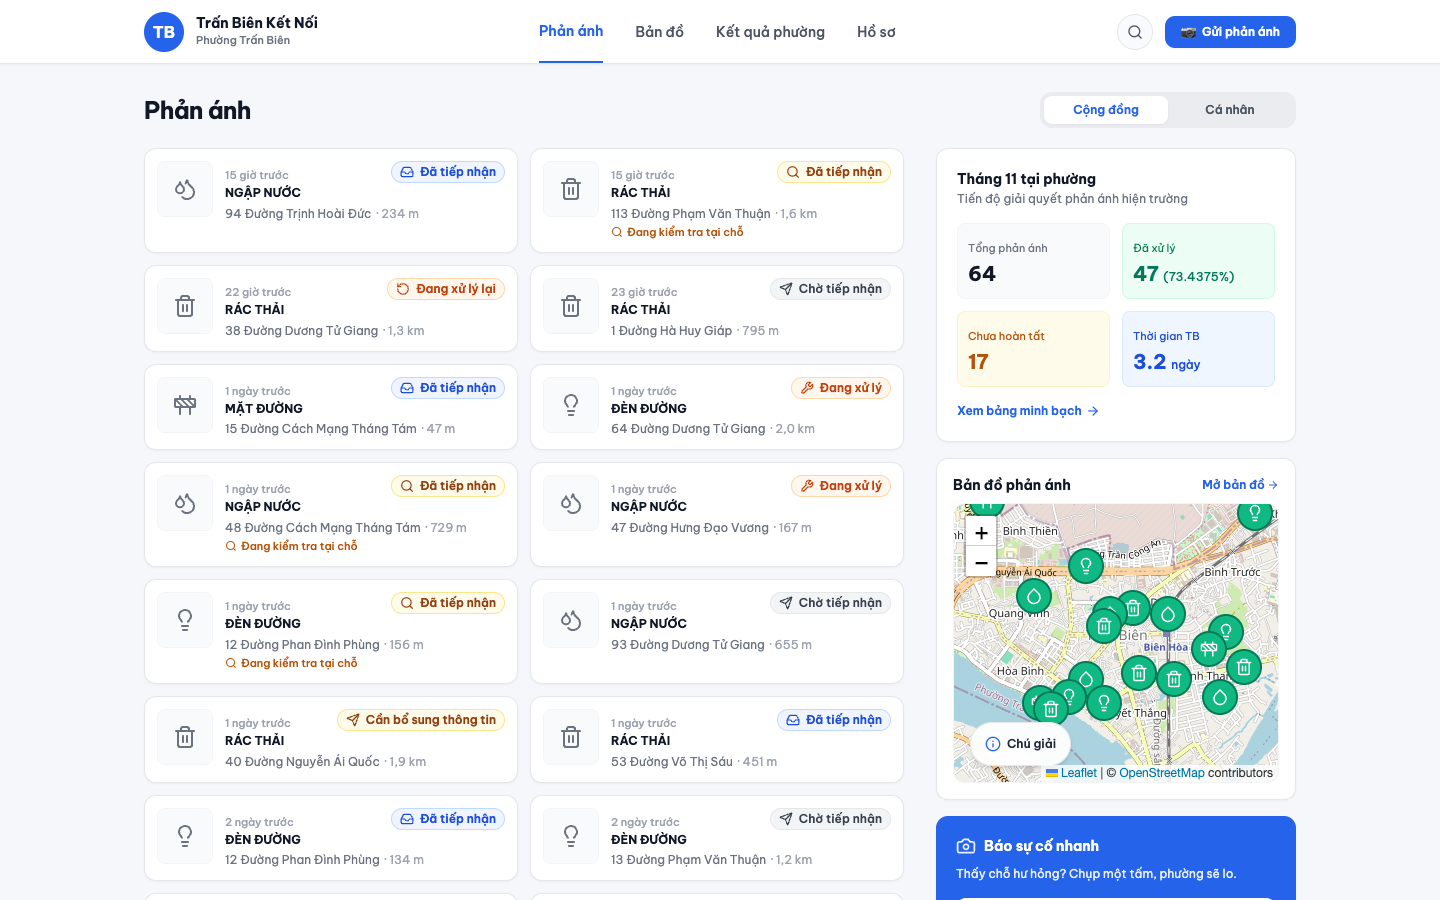 TB
Trấn Biên Kết Nối
Phường Trấn Biên
Phản ánh
Bản đồ
Kết quả phường
Hồ sơ
Gửi phản ánh
Phản ánh
Cộng đồng
Cá nhân
15 giờ trước
Đã tiếp nhận
NGẬP NƯỚC
94 Đường Trịnh Hoài Đức · 234 m
15 giờ trước
Đã tiếp nhận
RÁC THẢI
113 Đường Phạm Văn Thuận · 1,6 km
Đang kiểm tra tại chỗ
22 giờ trước
Đang xử lý lại
RÁC THẢI
38 Đường Dương Tử Giang · 1,3 km
23 giờ trước
Chờ tiếp nhận
RÁC THẢI
1 Đường Hà Huy Giáp · 795 m
1 ngày trước
Đã tiếp nhận
MẶT ĐƯỜNG
15 Đường Cách Mạng Tháng Tám · 47 m
1 ngày trước
Đang xử lý
ĐÈN ĐƯỜNG
64 Đường Dương Tử Giang · 2,0 km
1 ngày trước
Đã tiếp nhận
NGẬP NƯỚC
48 Đường Cách Mạng Tháng Tám · 729 m
Đang kiểm tra tại chỗ
1 ngày trước
Đang xử lý
NGẬP NƯỚC
47 Đường Hưng Đạo Vương · 167 m
1 ngày trước
Đã tiếp nhận
ĐÈN ĐƯỜNG
12 Đường Phan Đình Phùng · 156 m
Đang kiểm tra tại chỗ
1 ngày trước
Chờ tiếp nhận
NGẬP NƯỚC
93 Đường Dương Tử Giang · 655 m
1 ngày trước
Cần bổ sung thông tin
RÁC THẢI
40 Đường Nguyễn Ái Quốc · 1,9 km
1 ngày trước
Đã tiếp nhận
RÁC THẢI
53 Đường Võ Thị Sáu · 451 m
2 ngày trước
Đã tiếp nhận
ĐÈN ĐƯỜNG
12 Đường Phan Đình Phùng · 134 m
2 ngày trước
Chờ tiếp nhận
ĐÈN ĐƯỜNG
13 Đường Phạm Văn Thuận · 1,2 km
Tháng 11 tại phường
Tiến độ giải quyết phản ánh hiện trường
Tổng phản ánh
64
Đã xử lý
47 (73.4375%)
Chưa hoàn tất
17
Thời gian TB
3.2 ngày
Xem bảng minh bạch →
Bản đồ phản ánh
Mở bản đồ →
+
−
Bình Thiền
Trần Công An
guyễn Ái Quốc
Bình Trước
Quang Vinh
Biên
Biên Hòa
Hòa Bình
Chú giải
Leaflet | © OpenStreetMap contributors
Báo sự cố nhanh
Thấy chỗ hư hỏng? Chụp một tấm, phường sẽ lo.